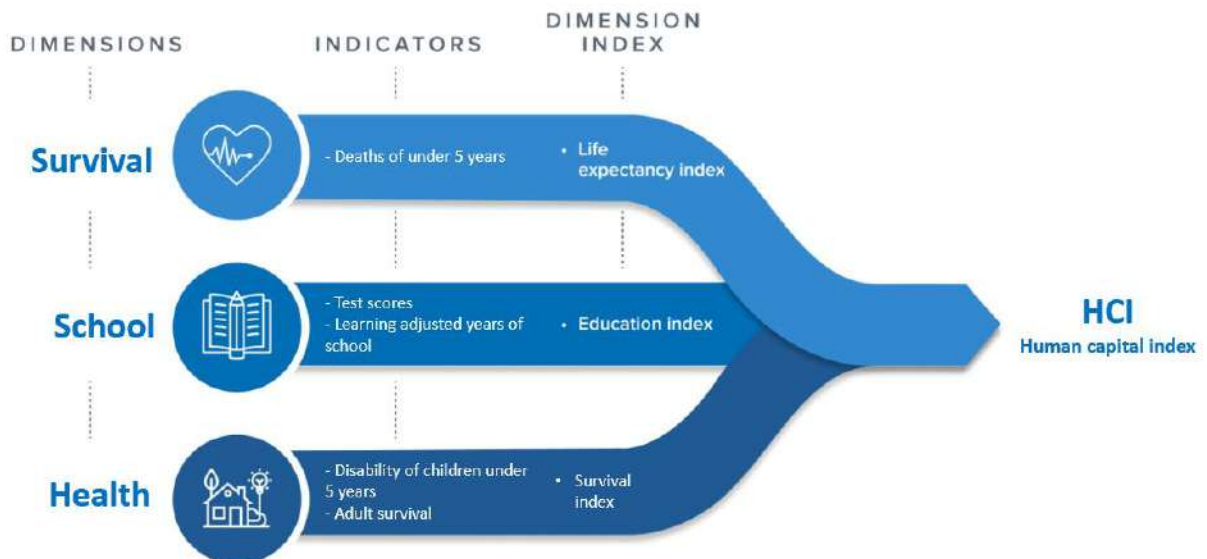 DIMENSIONS
INDICATORS
DIMENSION
INDEX
Survival
- Deaths of under 5 years
• Life
expectancy index
School
- Test scores
- Learning adjusted years of
school
• Education index
HCI
Human capital index
Health
- Disability of children under
5 years
- Adult survival
• Survival
index